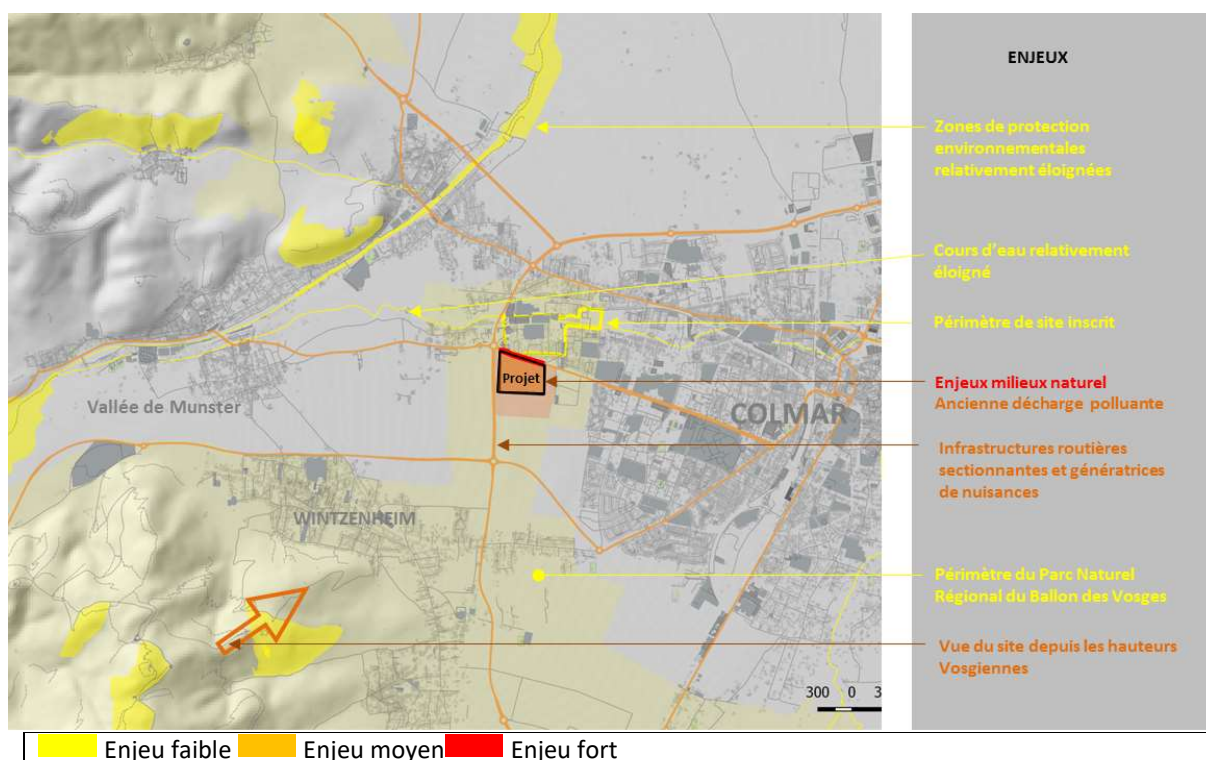 ENJEUX
Zones de protection
environnementales
relativement éloignées
Cours d'eau relativement
éloigné
Périmètre de site inscrit
Projet
Enjeux milieux naturel
Ancienne décharge polluante
Vallée de Munster
COLMAR
Infrastructures routières
sectionnantes et génératrices
de nuisances
WINTZENHEIM
Périmètre du Parc Naturel
Régional du Ballon des Vosges
Vue du site depuis les hauteurs
Vosgiennes
300 0 3
Enjeu faible Enjeu moyen Enjeu fort